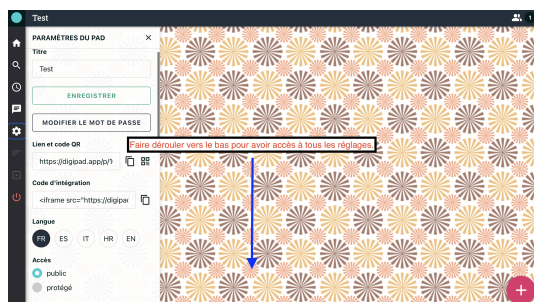 Test
1
PARAMÈTRES DU PAD
Titre
Test
ENREGISTRER
MODIFIER LE MOT DE PASSE
Lien et code QR
Faire dérouler vers le bas pour avoir accès à tous les réglages.
https://digipad.app/p/1
Code d'intégration
<iframe src="https://digipa
Langue
FR ES IT HR EN
Accès
public
protégé